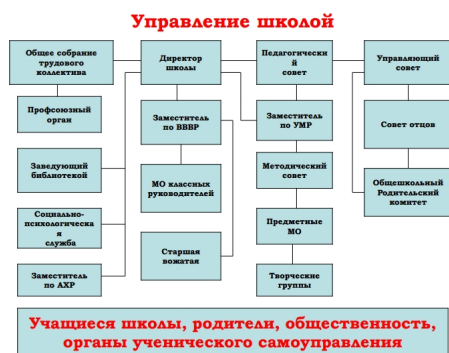 Управление школой
Общее собрание
трудового
коллектива
Директор
школы
Педагогический
й
совет
Управляющий
совет
Профсоюзный
орган
Заместитель
по ВВВР
Заместитель
по УМР
Совет отцов
Заведующий
библиотекой
МО классных
руководителей
Методический
совет
Общешкольный
Родительский
комитет
Социально-
психологическа
я
служба
Старшая
вожатая
Предметные
МО
Заместитель
по АХР
Творческие
группы
Учащиеся школы, родители, общественность,
органы ученического самоуправления